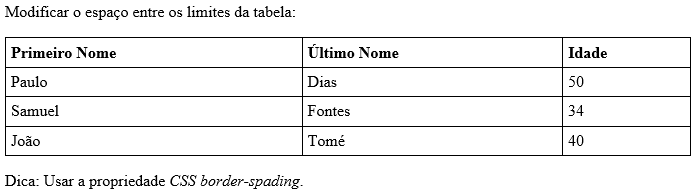 Modificar o espaço entre os limites da tabela:
Primeiro Nome Último Nome Idade
Paulo Dias 50
Samuel Fontes 34
João Tomé 40
Dica: Usar a propriedade CSS border-spading.